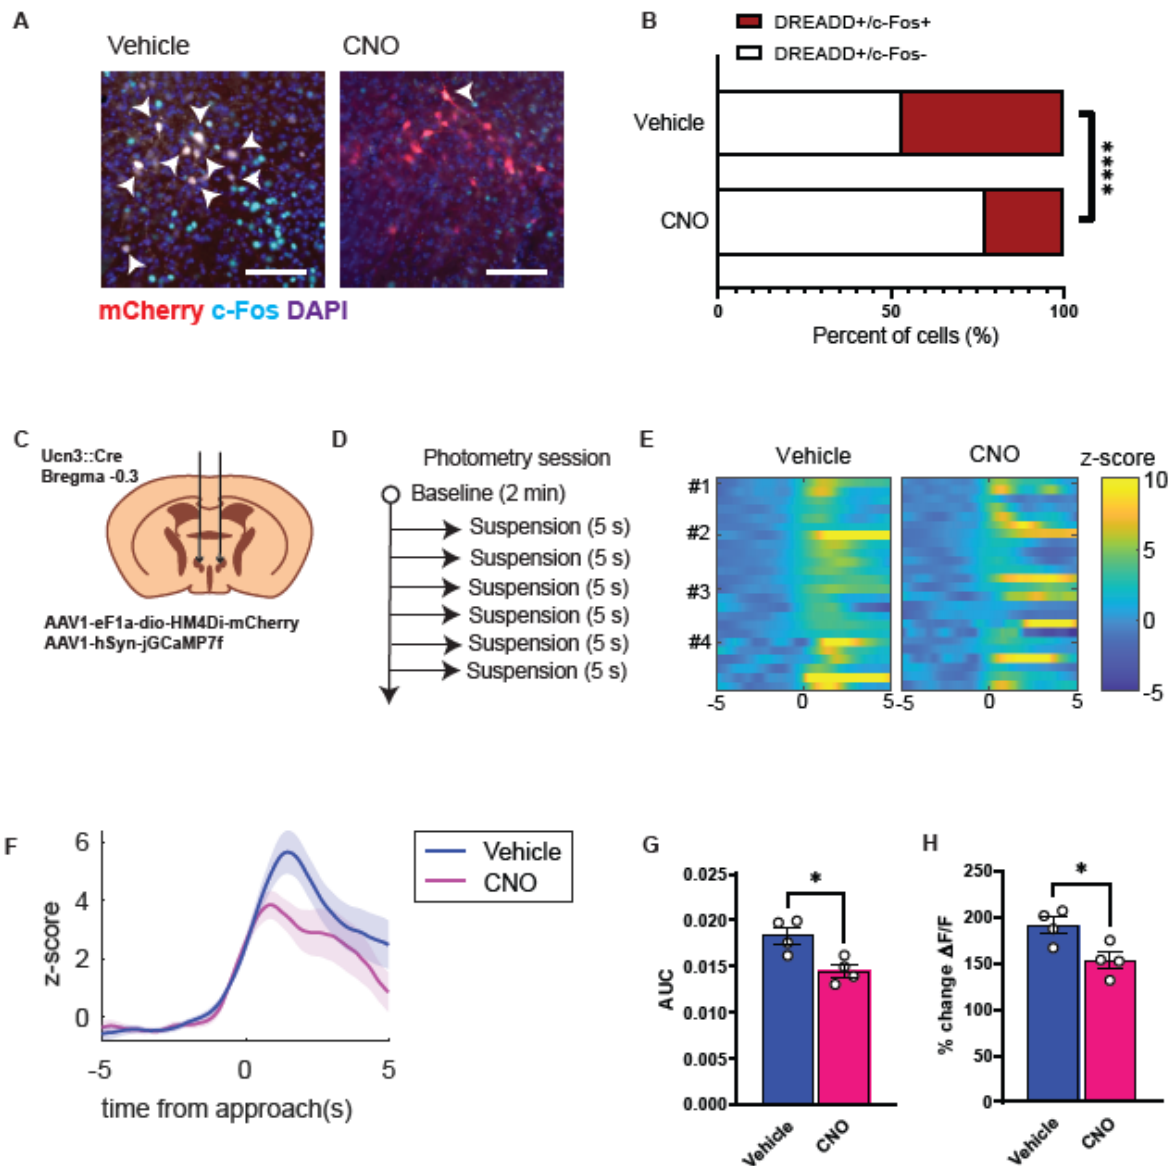 A
Vehicle
CNO
mCherry c-Fos DAPI
B
DREADD+/c-Fos+
DREADD+/c-Fos-
Vehicle
CNO
****
0
50
100
Percent of cells (%)
C
Ucn3::Cre
Bregma -0.3
AAV1-eF1a-dio-HM4Di-mCherry
AAV1-hSyn-jGCaMP7f
D
Photometry session
Baseline (2 min)
Suspension (5 s)
Suspension (5 s)
Suspension (5 s)
Suspension (5 s)
Suspension (5 s)
Suspension (5 s)
E
Vehicle
CNO
z-score
#1
#2
#3
#4
10
5
0
-5
-5
0
5
-5
0
5
F
z-score
6
4
2
0
-5
0
5
time from approach(s)
Vehicle
CNO
G
AUC
0.025
0.020
0.015
0.010
0.005
0.000
*
Vehicle
CNO
H
% change ΔF/F
250
200
150
100
50
0
*
Vehicle
CNO